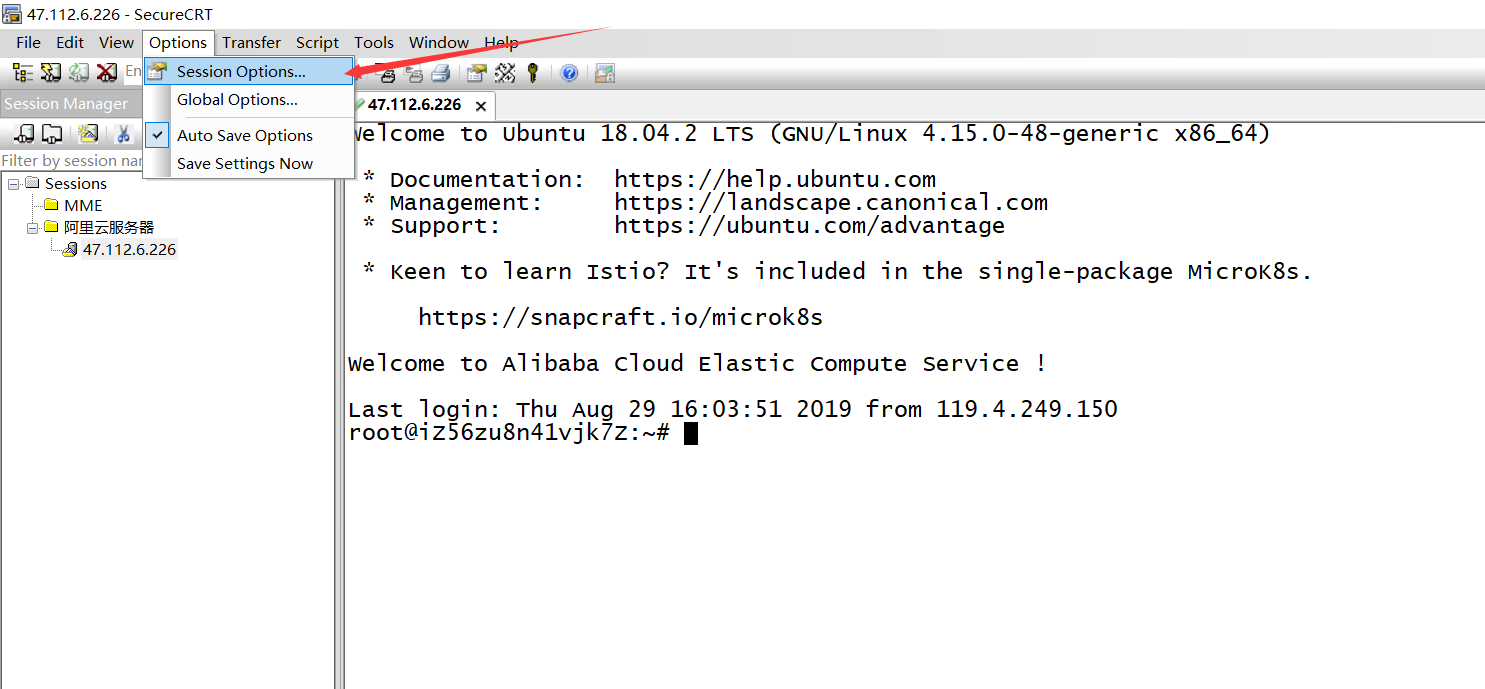 47.112.6.226 - SecureCRT
File Edit View Options Transfer Script Tools Window Help
En
Session Options...
Global Options...
Auto Save Options
Save Settings Now
Session Manager
Filter by session nar
Sessions
MME
阿里云服务器
47.112.6.226
47.112.6.226
Welcome to Ubuntu 18.04.2 LTS (GNU/Linux 4.15.0-48-generic x86_64)
* Documentation: https://help.ubuntu.com
* Management: https://landscape.canonical.com
* Support: https://ubuntu.com/advantage
* Keen to learn Istio? It's included in the single-package MicroK8s.
https://snapcraft.io/microk8s
Welcome to Alibaba Cloud Elastic Compute Service !
Last login: Thu Aug 29 16:03:51 2019 from 119.4.249.150
root@iZ56zu8n41vjk7Z:~#